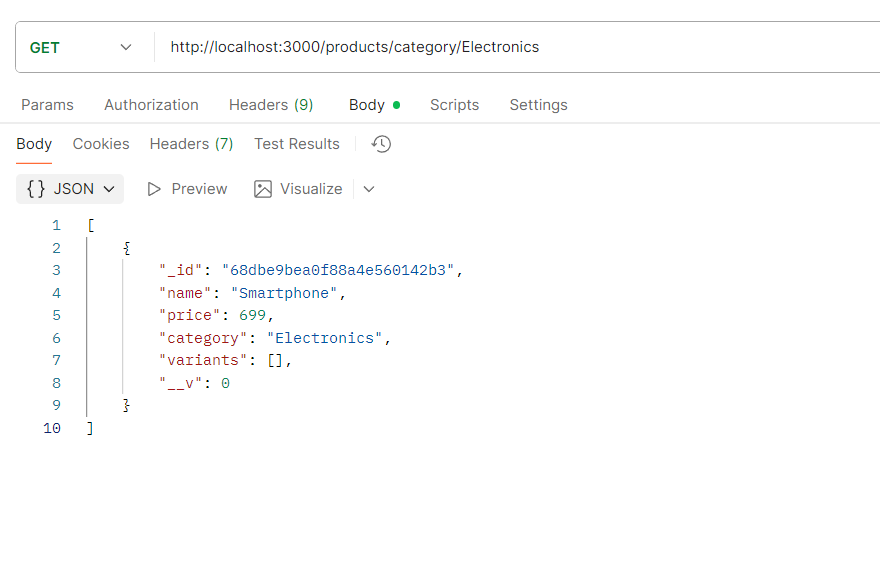 GET http://localhost:3000/products/category/Electronics
Params Authorization Headers (9) Body Scripts Settings
Body Cookies Headers (7) Test Results
{ } JSON Preview Visualize
1 [
2 {
3 "_id": "68dbe9bea0f88a4e560142b3",
4 "name": "Smartphone",
5 "price": 699,
6 "category": "Electronics",
7 "variants": [],
8 "__v": 0
9 }
10 ]